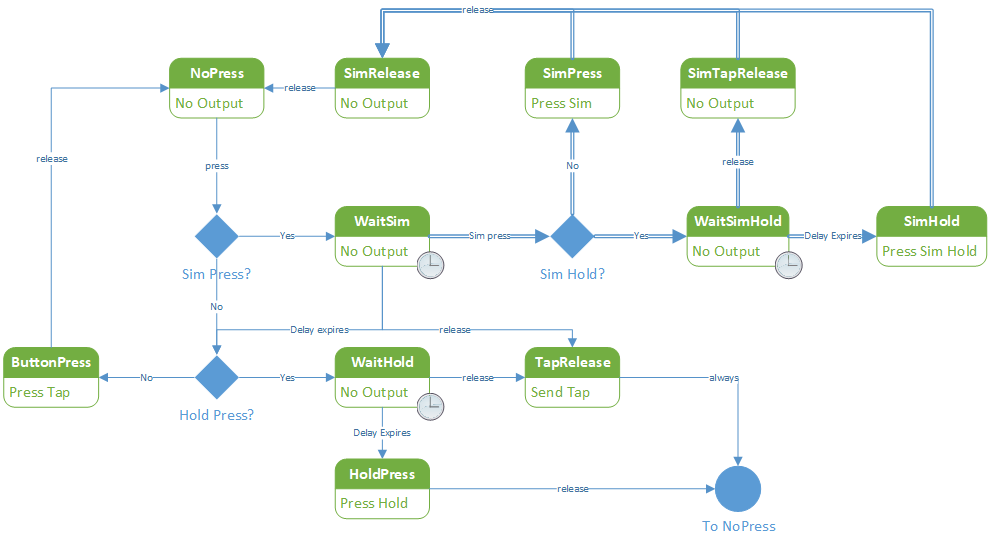 release
NoPress
No Output
SimRelease
No Output
SimPress
Press Sim
SimTapRelease
No Output
release
release
press
No
release
WaitSim
No Output
WaitSimHold
No Output
SimHold
Press Sim Hold
Yes
Sim press
Yes
Delay Expires
Sim Press?
Sim Hold?
No
Delay expires
release
ButtonPress
Press Tap
WaitHold
No Output
TapRelease
Send Tap
No
Yes
release
always
Hold Press?
Delay Expires
HoldPress
Press Hold
release
To NoPress